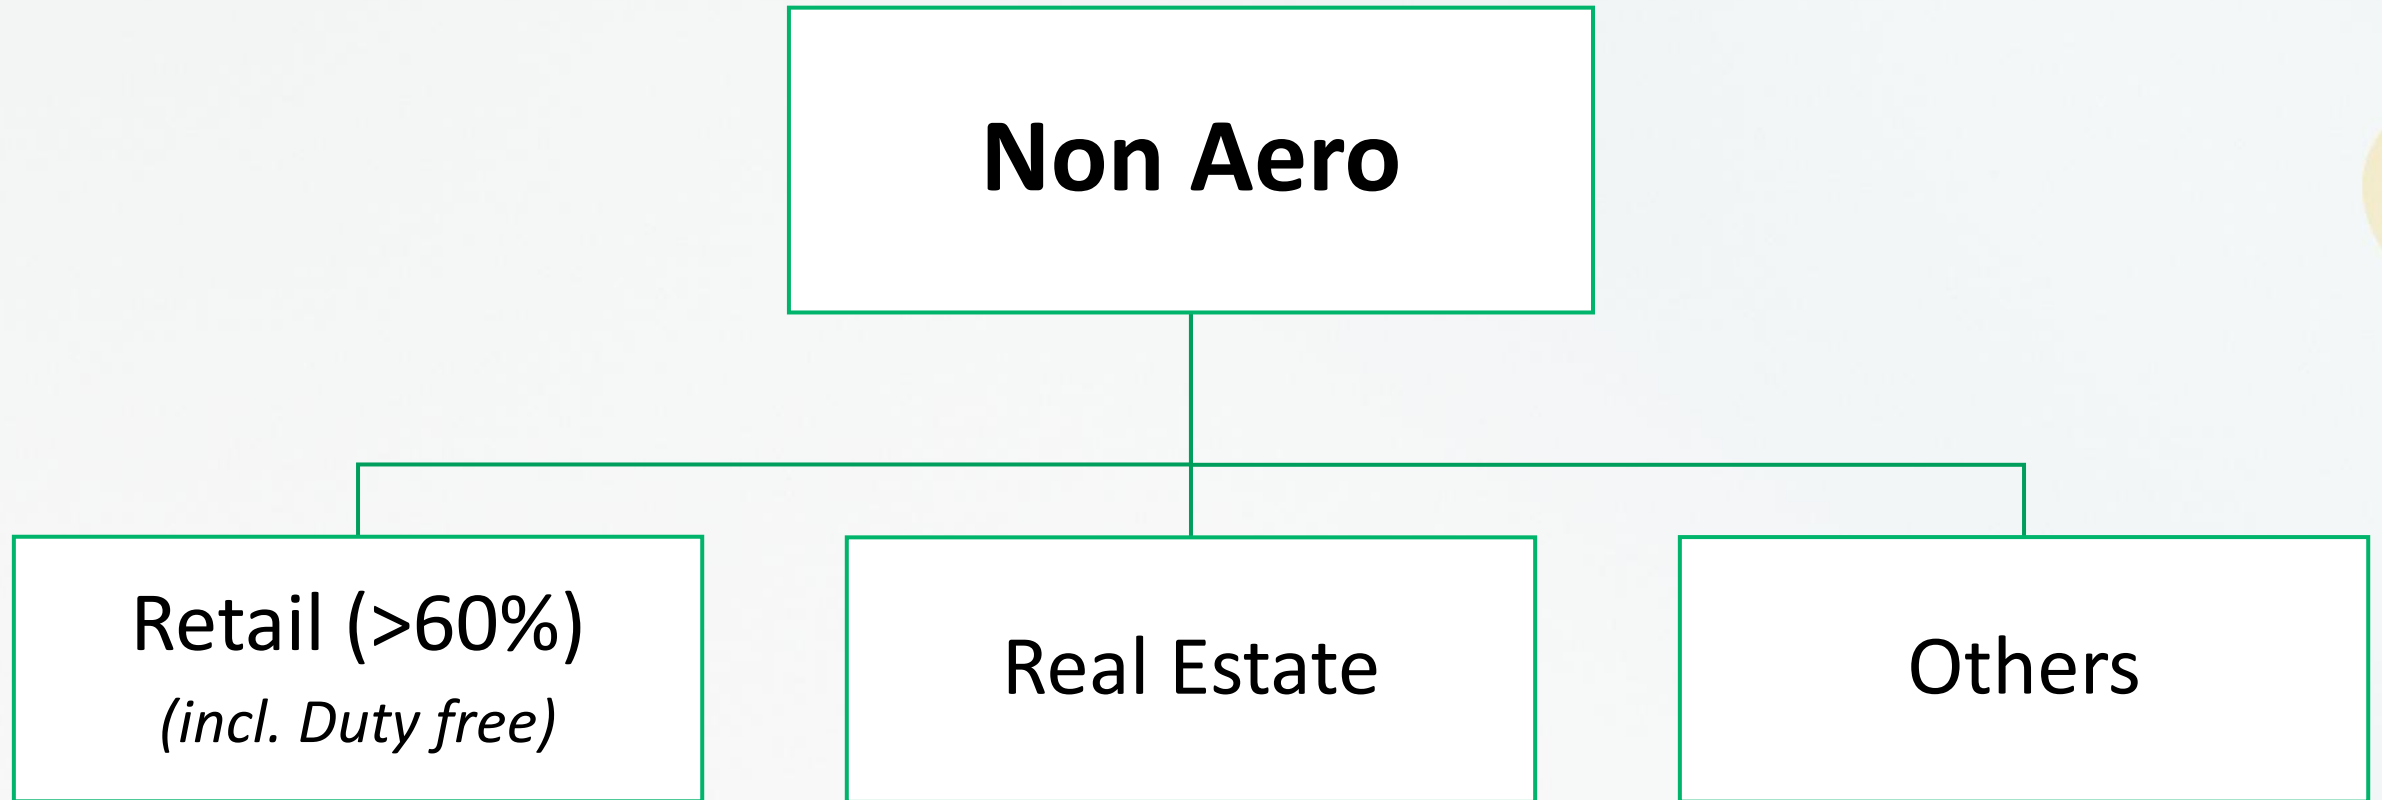 Non Aero
Retail (>60%)
(incl. Duty free)
Real Estate
Others